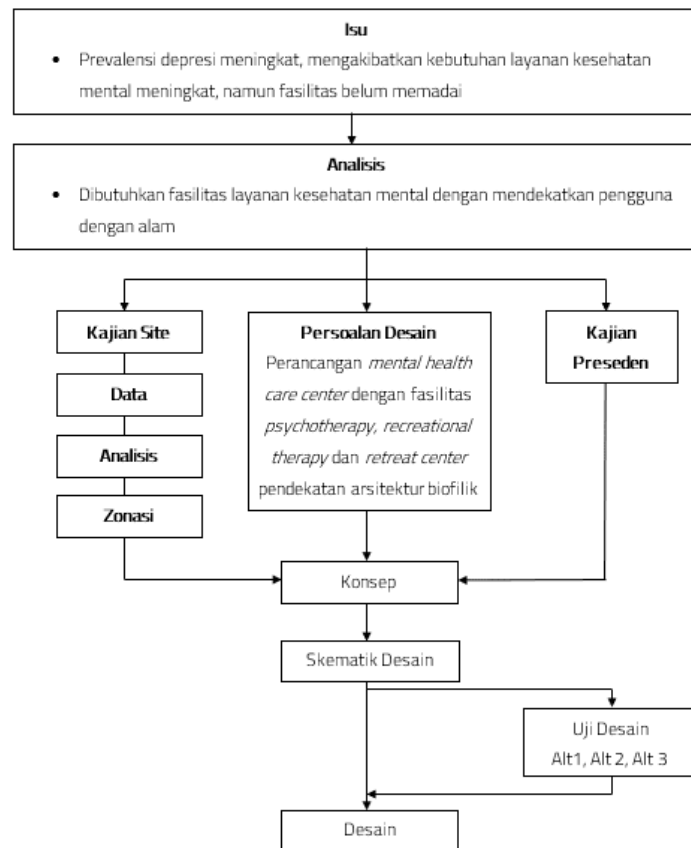 Isu
• Prevalensi depresi meningkat, mengakibatkan kebutuhan layanan kesehatan
mental meningkat, namun fasilitas belum memadai
Analisis
• Dibutuhkan fasilitas layanan kesehatan mental dengan mendekatkan pengguna
dengan alam
Kajian Site
Data
Analisis
Zonasi
Persoalan Desain
Perancangan mental health
care center dengan fasilitas
psychotherapy, recreational
therapy dan retreat center
pendekatan arsitektur biofilik
Kajian
Preseden
Konsep
Skematik Desain
Uji Desain
Alt1, Alt 2, Alt 3
Desain